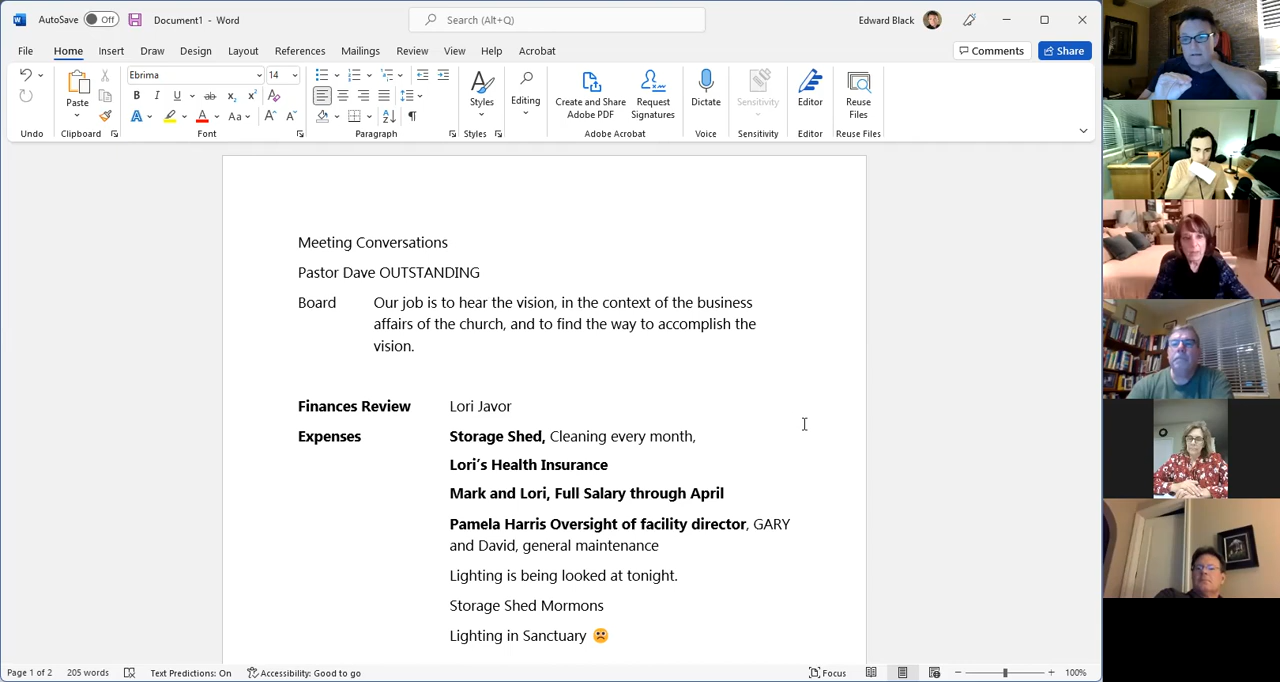 AutoSave Off Document1 - Word Search (Alt+Q) Edward Black
File Home Insert Draw Design Layout References Mailings Review View Help Acrobat Comments Share
Ebrima 14
B I U ab x₂ x²
A A Aa A A
Paste Styles Editing Create and Share Adobe PDF Request Signatures Dictate Sensitivity Editor Reuse Files
Undo Clipboard Font Paragraph Styles Adobe Acrobat Voice Sensitivity Editor Reuse Files
Meeting Conversations
Pastor Dave OUTSTANDING
Board Our job is to hear the vision, in the context of the business
affairs of the church, and to find the way to accomplish the
vision.
Finances Review Lori Javor
Expenses Storage Shed, Cleaning every month,
Lori's Health Insurance
Mark and Lori, Full Salary through April
Pamela Harris Oversight of facility director, GARY
and David, general maintenance
Lighting is being looked at tonight.
Storage Shed Mormons
Lighting in Sanctuary ☹
Page 1 of 2 205 words Text Predictions: On Accessibility: Good to go Focus 100%